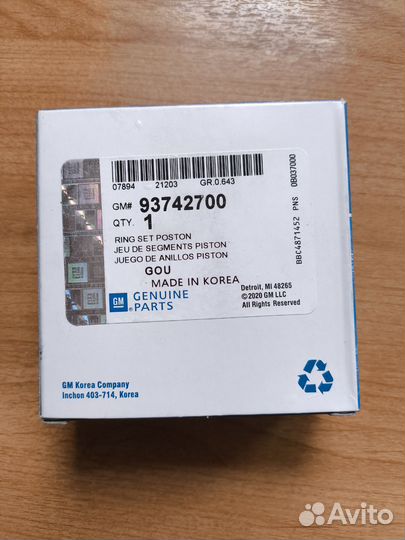 07894 21203 GR.0.643
GM# 93742700
QTY. 1
RING SET POSTON
JEU DE SEGMENTS PISTON
JUEGO DE ANILLOS PISTON
GOU
MADE IN KOREA
GM GENUINE PARTS
Detroit, MI 48265
©2020 GM LLC
All Rights Reserved
BBC4871452 PNS 0B037000
GM Korea Company
Inchon 403-714, Korea
Avito